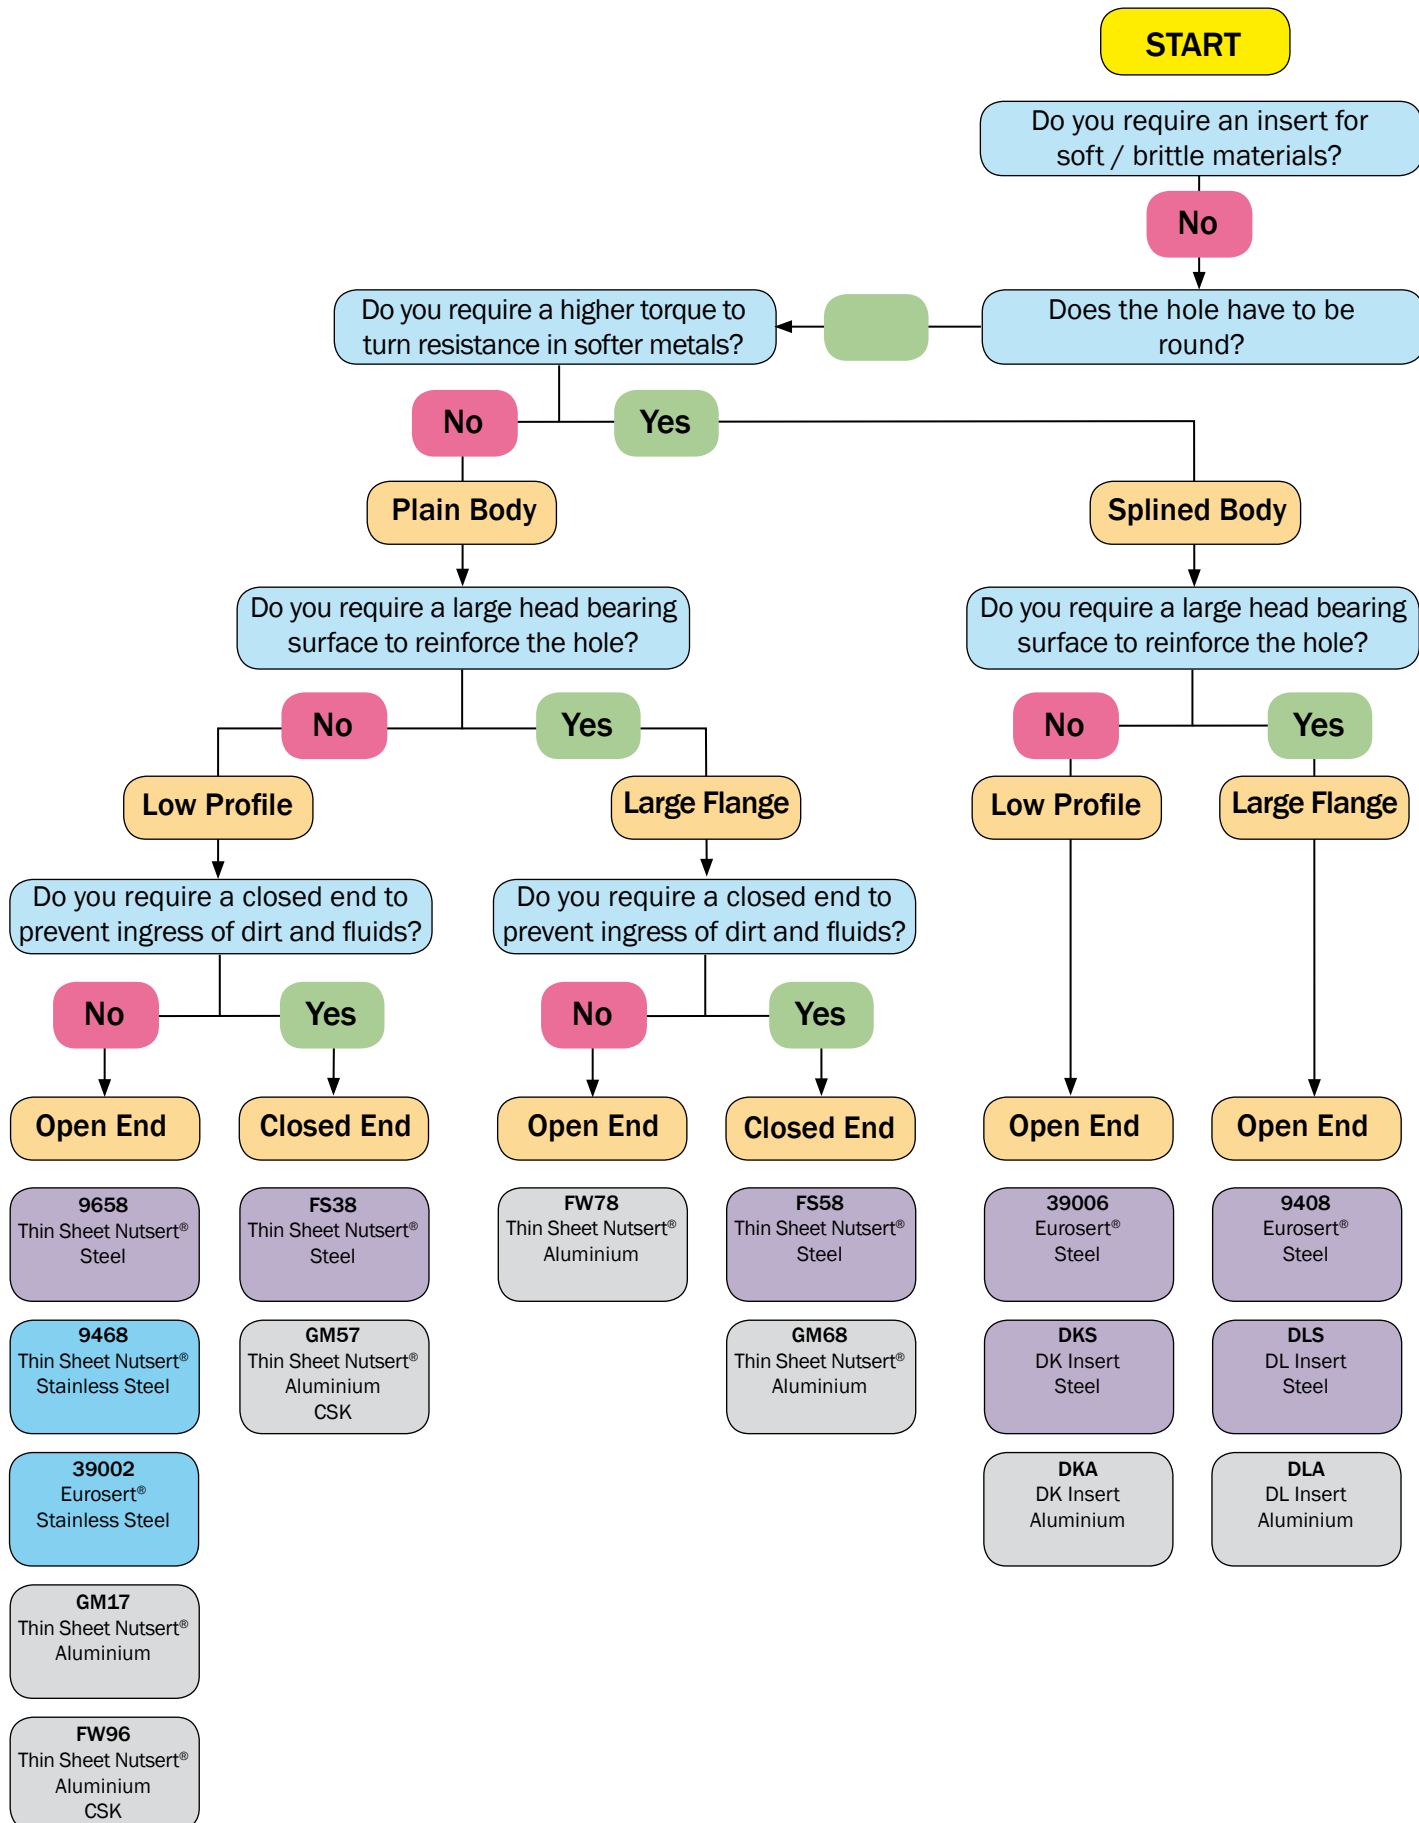 START
Do you require an insert for
soft / brittle materials?
No
Does the hole have to be
round?
Do you require a higher torque to
turn resistance in softer metals?
No
Yes
Plain Body
Splined Body
Do you require a large head bearing
surface to reinforce the hole?
Do you require a large head bearing
surface to reinforce the hole?
No
Yes
No
Yes
Low Profile
Large Flange
Low Profile
Large Flange
Do you require a closed end to
prevent ingress of dirt and fluids?
Do you require a closed end to
prevent ingress of dirt and fluids?
No
Yes
No
Yes
Open End
Closed End
Open End
Closed End
Open End
Open End
9658
Thin Sheet Nutsert®
Steel
FS38
Thin Sheet Nutsert®
Steel
FW78
Thin Sheet Nutsert®
Aluminium
FS58
Thin Sheet Nutsert®
Steel
39006
Eurosert®
Steel
9408
Eurosert®
Steel
9468
Thin Sheet Nutsert®
Stainless Steel
GM57
Thin Sheet Nutsert®
Aluminium
CSK
GM68
Thin Sheet Nutsert®
Aluminium
DKS
DK Insert
Steel
DLS
DL Insert
Steel
39002
Eurosert®
Stainless Steel
DKA
DK Insert
Aluminium
DLA
DL Insert
Aluminium
GM17
Thin Sheet Nutsert®
Aluminium
FW96
Thin Sheet Nutsert®
Aluminium
CSK